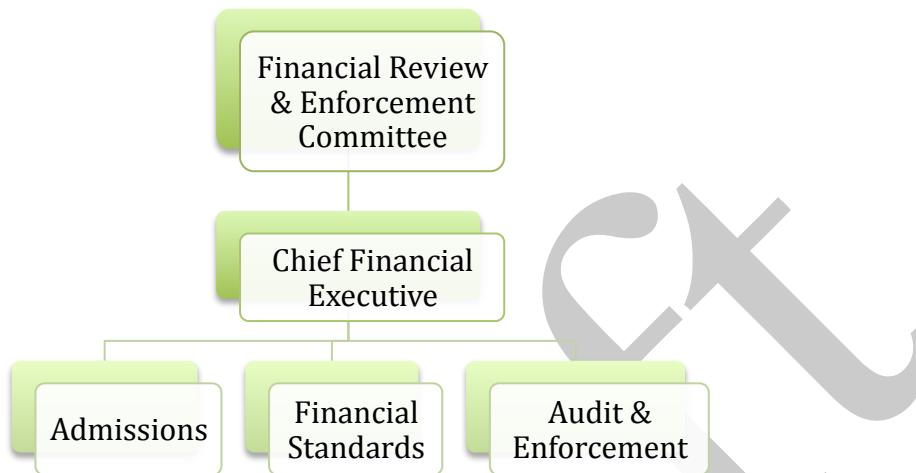 Financial Review
& Enforcement
Committee
Chief Financial
Executive
Admissions
Financial
Standards
Audit &
Enforcement